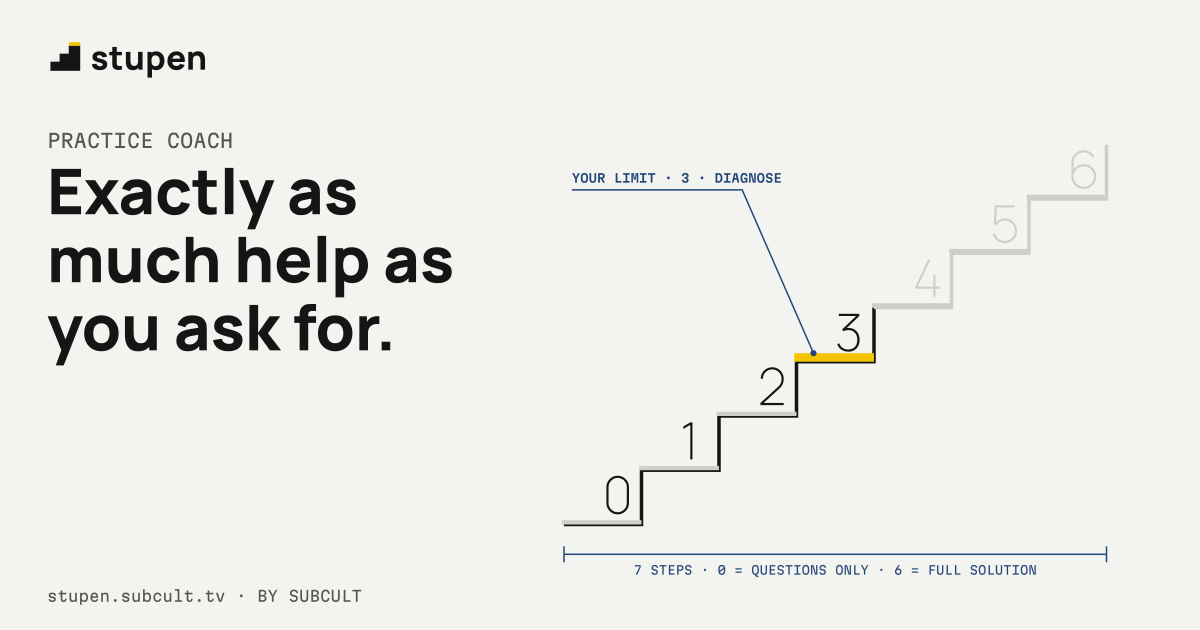 stupen
PRACTICE COACH
Exactly as
much help as
you ask for.
YOUR LIMIT · 3 · DIAGNOSE
6
5
4
3
2
1
0
7 STEPS · 0 = QUESTIONS ONLY · 6 = FULL SOLUTION
stupen.subcult.tv · BY SUBCULT